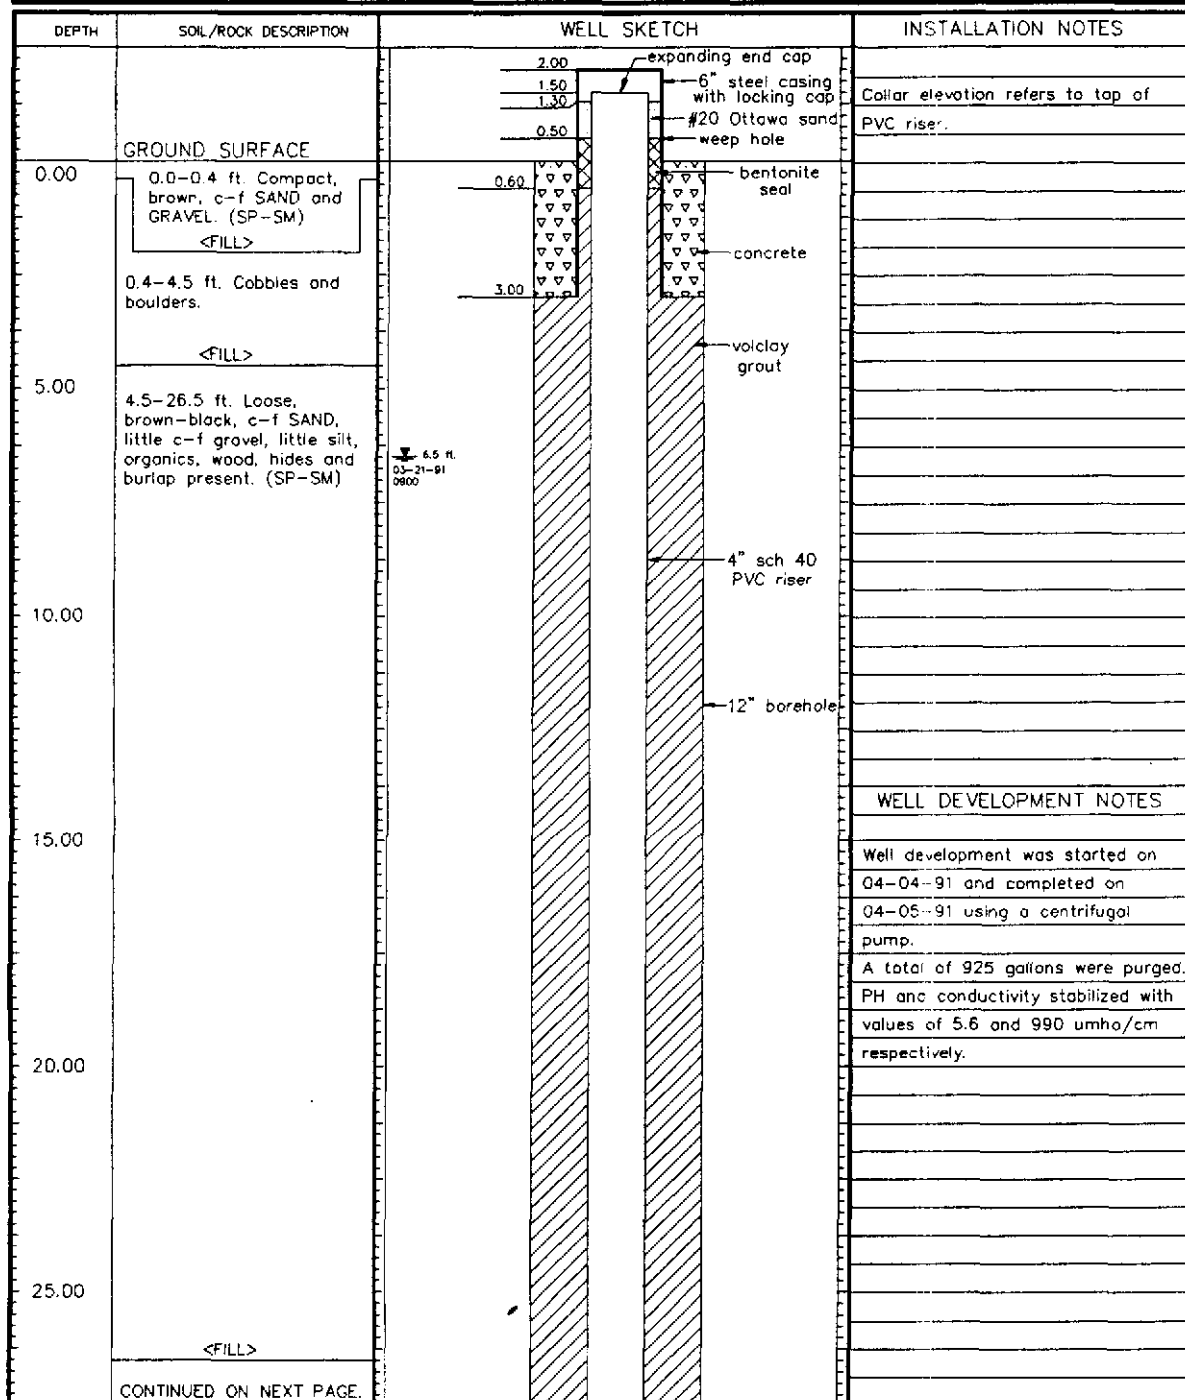 DEPTH
SOIL/ROCK DESCRIPTION
WELL SKETCH
INSTALLATION NOTES
GROUND SURFACE
0.00
0.0-0.4 ft. Compact,
brown, c-f SAND and
GRAVEL. (SP-SM)
<FILL>
0.4-4.5 ft. Cobbles and
boulders.
<FILL>
5.00
4.5-26.5 ft. Loose,
brown-black, c-f SAND,
little c-f gravel, little silt,
organics, wood, hides and
burlap present. (SP-SM)
10.00
15.00
20.00
25.00
<FILL>
CONTINUED ON NEXT PAGE.
2.00
1.50
1.30
0.50
0.60
3.00
expanding end cap
6" steel casing
with locking cap
#20 Ottawa sand
weep hole
bentonite
seal
concrete
volclay
grout
6.5 ft.
03-21-91
0900
4" sch 40
PVC riser
12" borehole
Collar elevation refers to top of
PVC riser.
WELL DEVELOPMENT NOTES
Well development was started on
04-04-91 and completed on
04-05-91 using a centrifugal
pump.
A total of 925 gallons were purged.
PH and conductivity stabilized with
values of 5.6 and 990 umho/cm
respectively.